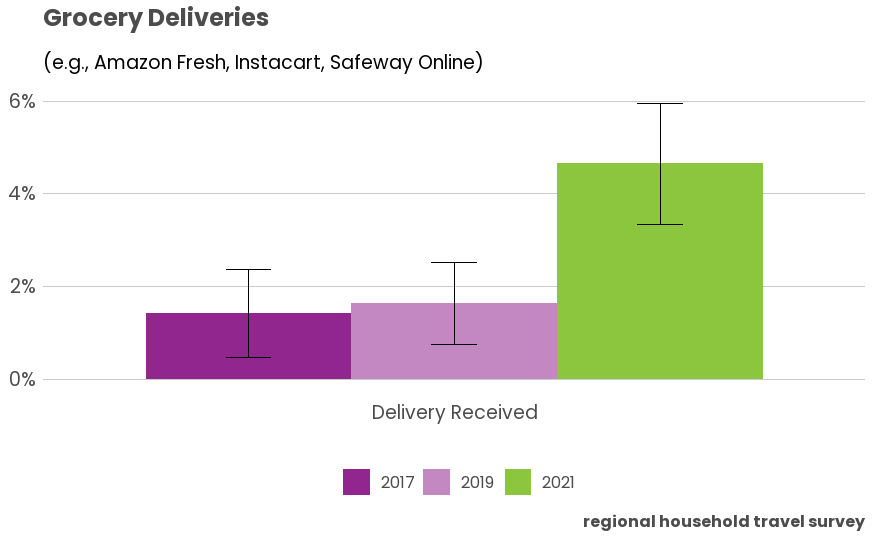 Grocery Deliveries
(e.g., Amazon Fresh, Instacart, Safeway Online)
6%
4%
2%
0%
Delivery Received
2017 2019 2021
regional household travel survey